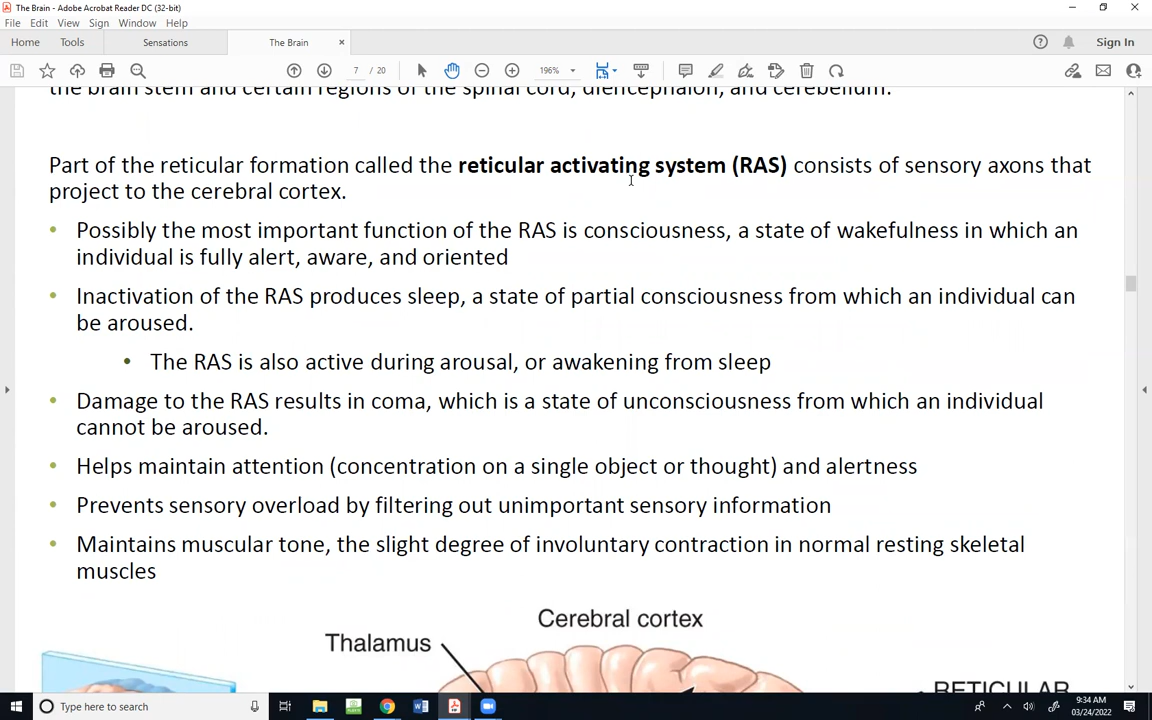 The Brain - Adobe Acrobat Reader DC (32-bit)
File Edit View Sign Window Help
Home Tools Sensations The Brain × Sign In
7 / 20 196%
the brain stem and certain regions of the spinal cord, diencephalon, and cerebellum.
Part of the reticular formation called the reticular activating system (RAS) consists of sensory axons that
project to the cerebral cortex.
• Possibly the most important function of the RAS is consciousness, a state of wakefulness in which an
individual is fully alert, aware, and oriented
• Inactivation of the RAS produces sleep, a state of partial consciousness from which an individual can
be aroused.
• The RAS is also active during arousal, or awakening from sleep
• Damage to the RAS results in coma, which is a state of unconsciousness from which an individual
cannot be aroused.
• Helps maintain attention (concentration on a single object or thought) and alertness
• Prevents sensory overload by filtering out unimportant sensory information
• Maintains muscular tone, the slight degree of involuntary contraction in normal resting skeletal
muscles
Cerebral cortex
Thalamus
RETICULAR
Type here to search
9:34 AM
03/24/2022